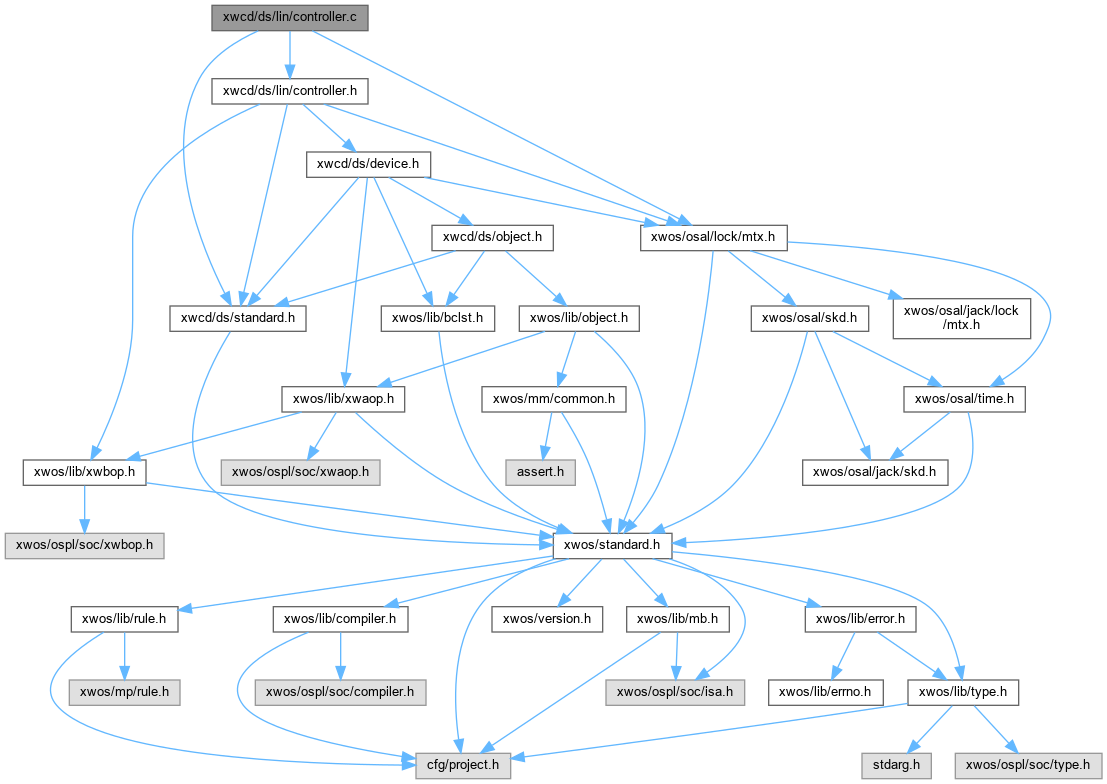 xwcd/ds/lin/controller.c
xwcd/ds/lin/controller.h
xwcd/ds/device.h
xwcd/ds/object.h
xwos/osal/lock/mtx.h
xwcd/ds/standard.h
xwos/lib/bclst.h
xwos/lib/object.h
xwos/osal/skd.h
xwos/osal/jack/lock
/mtx.h
xwos/lib/xwaop.h
xwos/mm/common.h
xwos/osal/time.h
xwos/lib/xwbop.h
xwos/ospl/soc/xwaop.h
assert.h
xwos/osal/jack/skd.h
xwos/ospl/soc/xwbop.h
xwos/standard.h
xwos/lib/rule.h
xwos/lib/compiler.h
xwos/version.h
xwos/lib/mb.h
xwos/lib/error.h
xwos/mp/rule.h
xwos/ospl/soc/compiler.h
xwos/ospl/soc/isa.h
xwos/lib/errno.h
xwos/lib/type.h
cfg/project.h
stdarg.h
xwos/ospl/soc/type.h